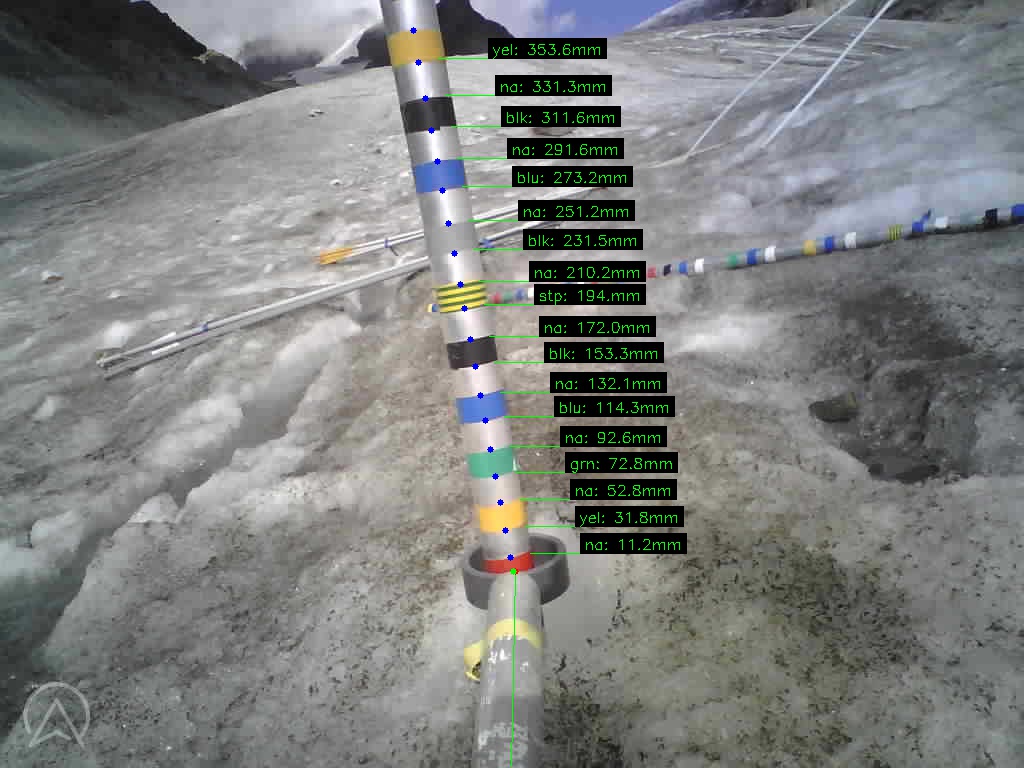 yel: 353.6mm
na: 331.3mm
blk: 311.6mm
na: 291.6mm
blu: 273.2mm
na: 251.2mm
blk: 231.5mm
na: 210.2mm
stp: 194.mm
na: 172.0mm
blk: 153.3mm
na: 132.1mm
blu: 114.3mm
na: 92.6mm
grn: 72.8mm
na: 52.8mm
yel: 31.8mm
na: 11.2mm